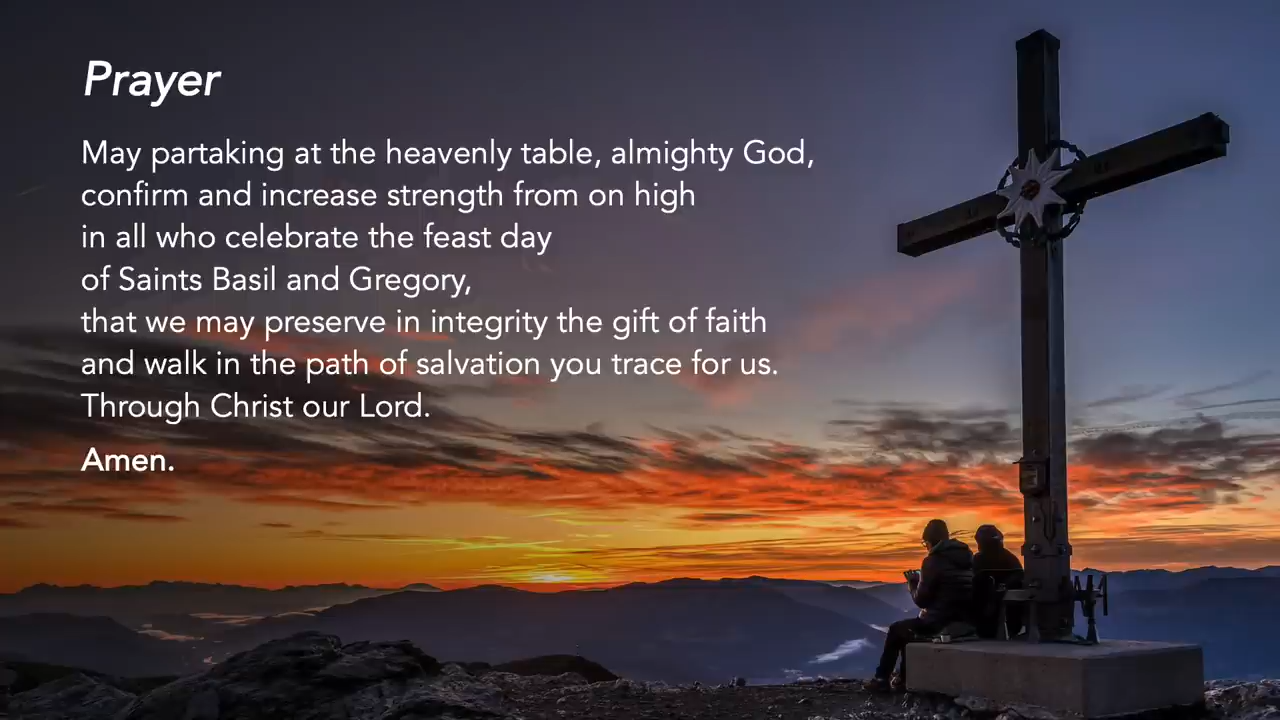 Prayer
May partaking at the heavenly table, almighty God,
confirm and increase strength from on high
in all who celebrate the feast day
of Saints Basil and Gregory,
that we may preserve in integrity the gift of faith
and walk in the path of salvation you trace for us.
Through Christ our Lord.
Amen.